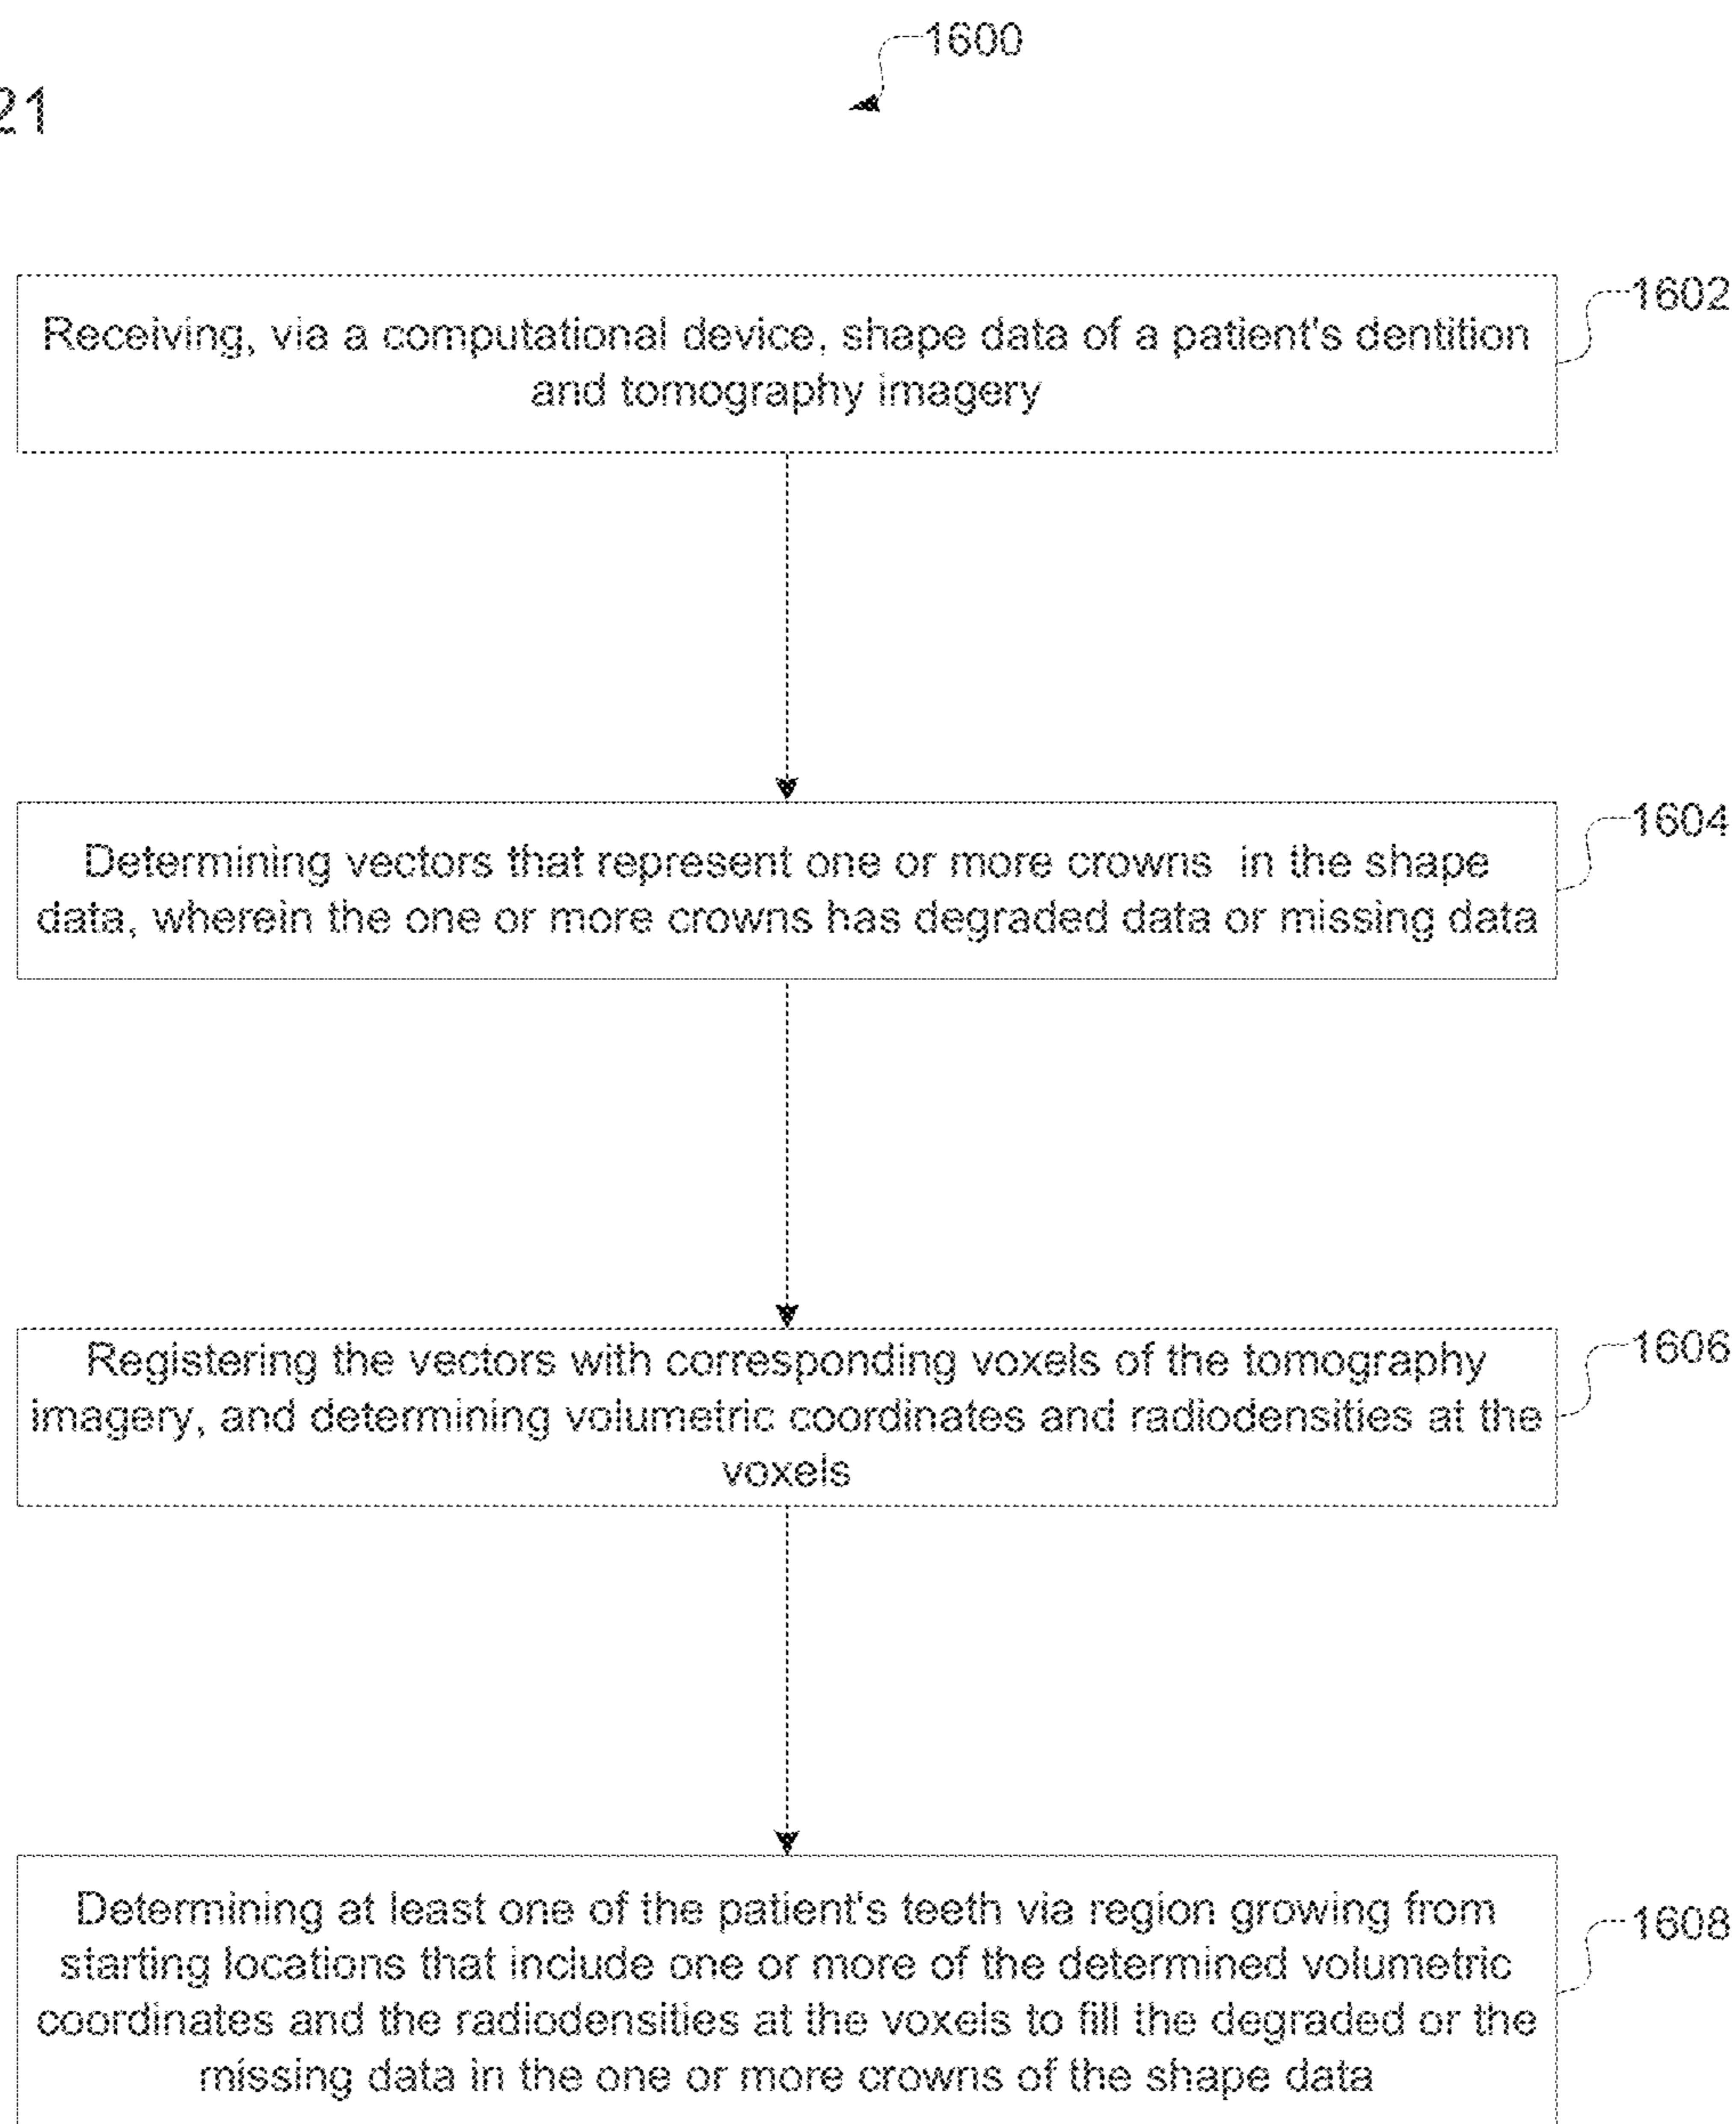 1600
21
1602
Receiving, via a computational device, shape data of a patient's dentition
and tomography imagery
1604
Determining vectors that represent one or more crowns in the shape
data, wherein the one or more crowns has degraded data or missing data
1606
Registering the vectors with corresponding voxels of the tomography
imagery, and determining volumetric coordinates and radiodensities at the
voxels
1608
Determining at least one of the patient's teeth via region growing from
starting locations that include one or more of the determined volumetric
coordinates and the radiodensities at the voxels to fill the degraded or the
missing data in the one or more crowns of the shape data